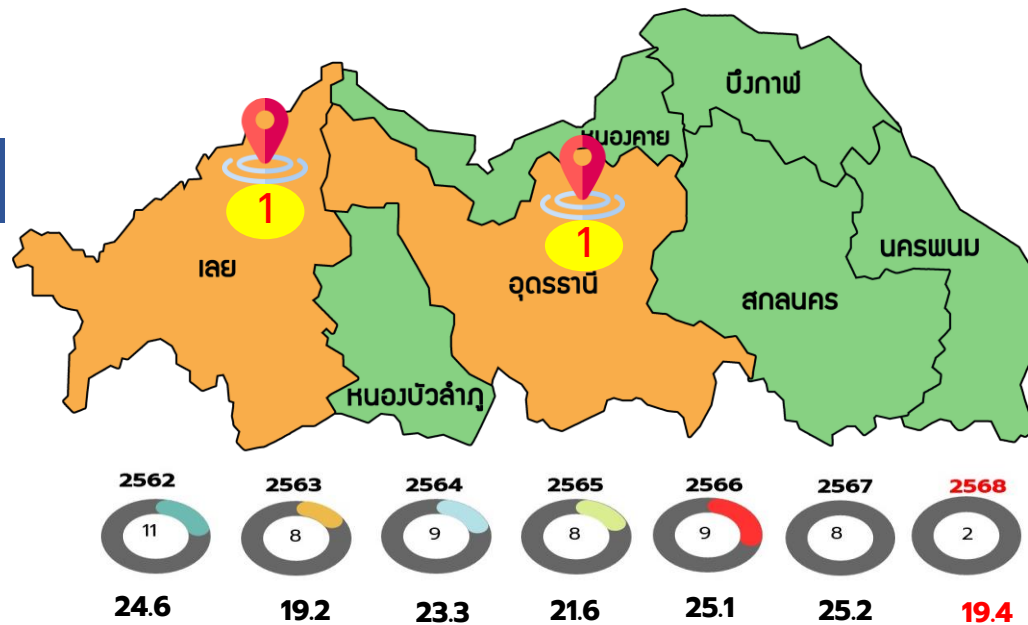 บึงกาฬ
หนองคาย
1
1
นครพนม
เลย
อุดรธานี
สกลนคร
หนองบัวลำภู
2562 2563 2564 2565 2566 2567 2568
11 8 9 8 9 8 2
24.6 19.2 23.3 21.6 25.1 25.2 19.4